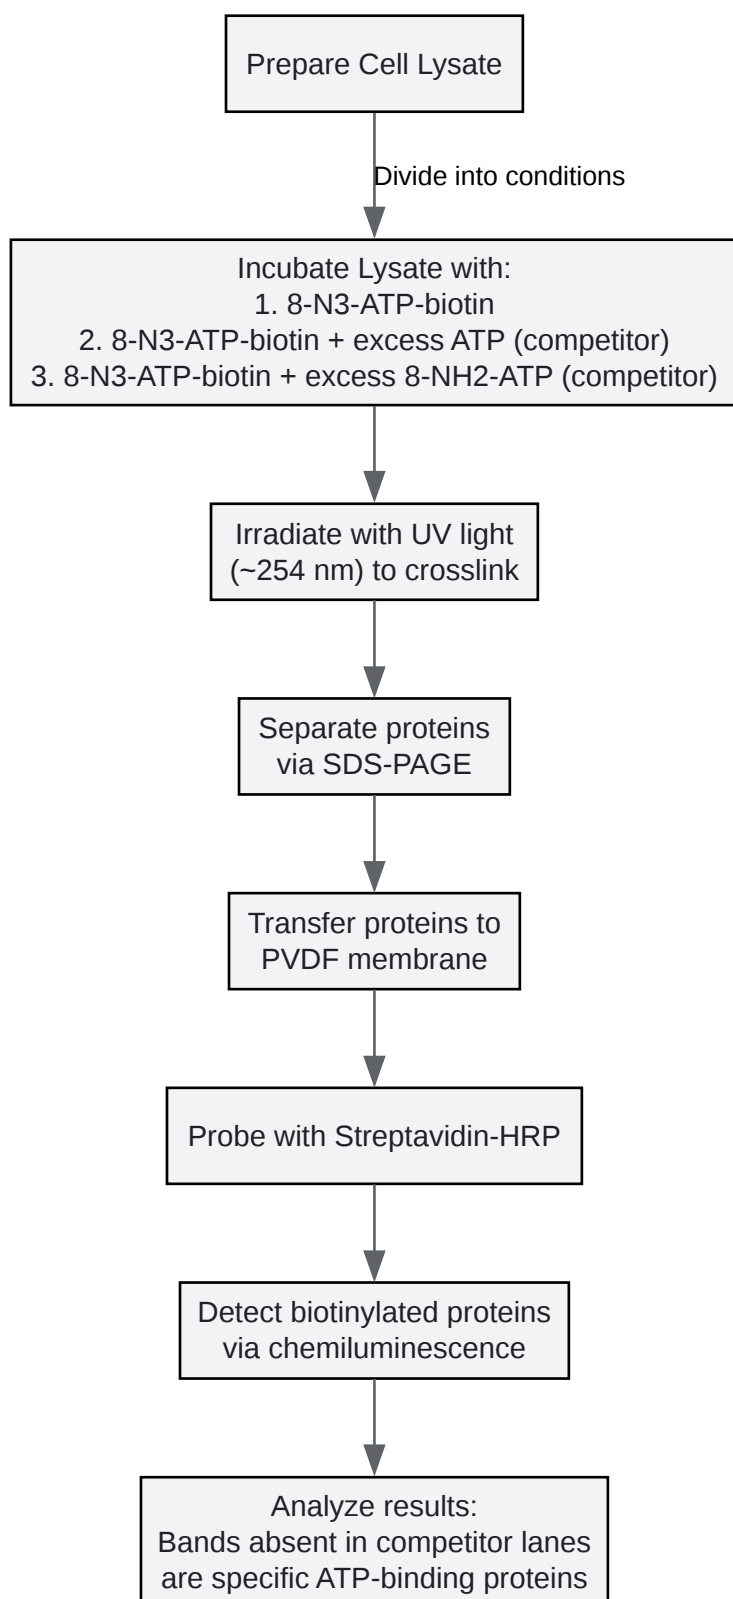 Prepare Cell Lysate
Divide into conditions
Incubate Lysate with:
1. 8-N3-ATP-biotin
2. 8-N3-ATP-biotin + excess ATP (competitor)
3. 8-N3-ATP-biotin + excess 8-NH2-ATP (competitor)
Irradiate with UV light
(~254 nm) to crosslink
Separate proteins
via SDS-PAGE
Transfer proteins to
PVDF membrane
Probe with Streptavidin-HRP
Detect biotinylated proteins
via chemiluminescence
Analyze results:
Bands absent in competitor lanes
are specific ATP-binding proteins